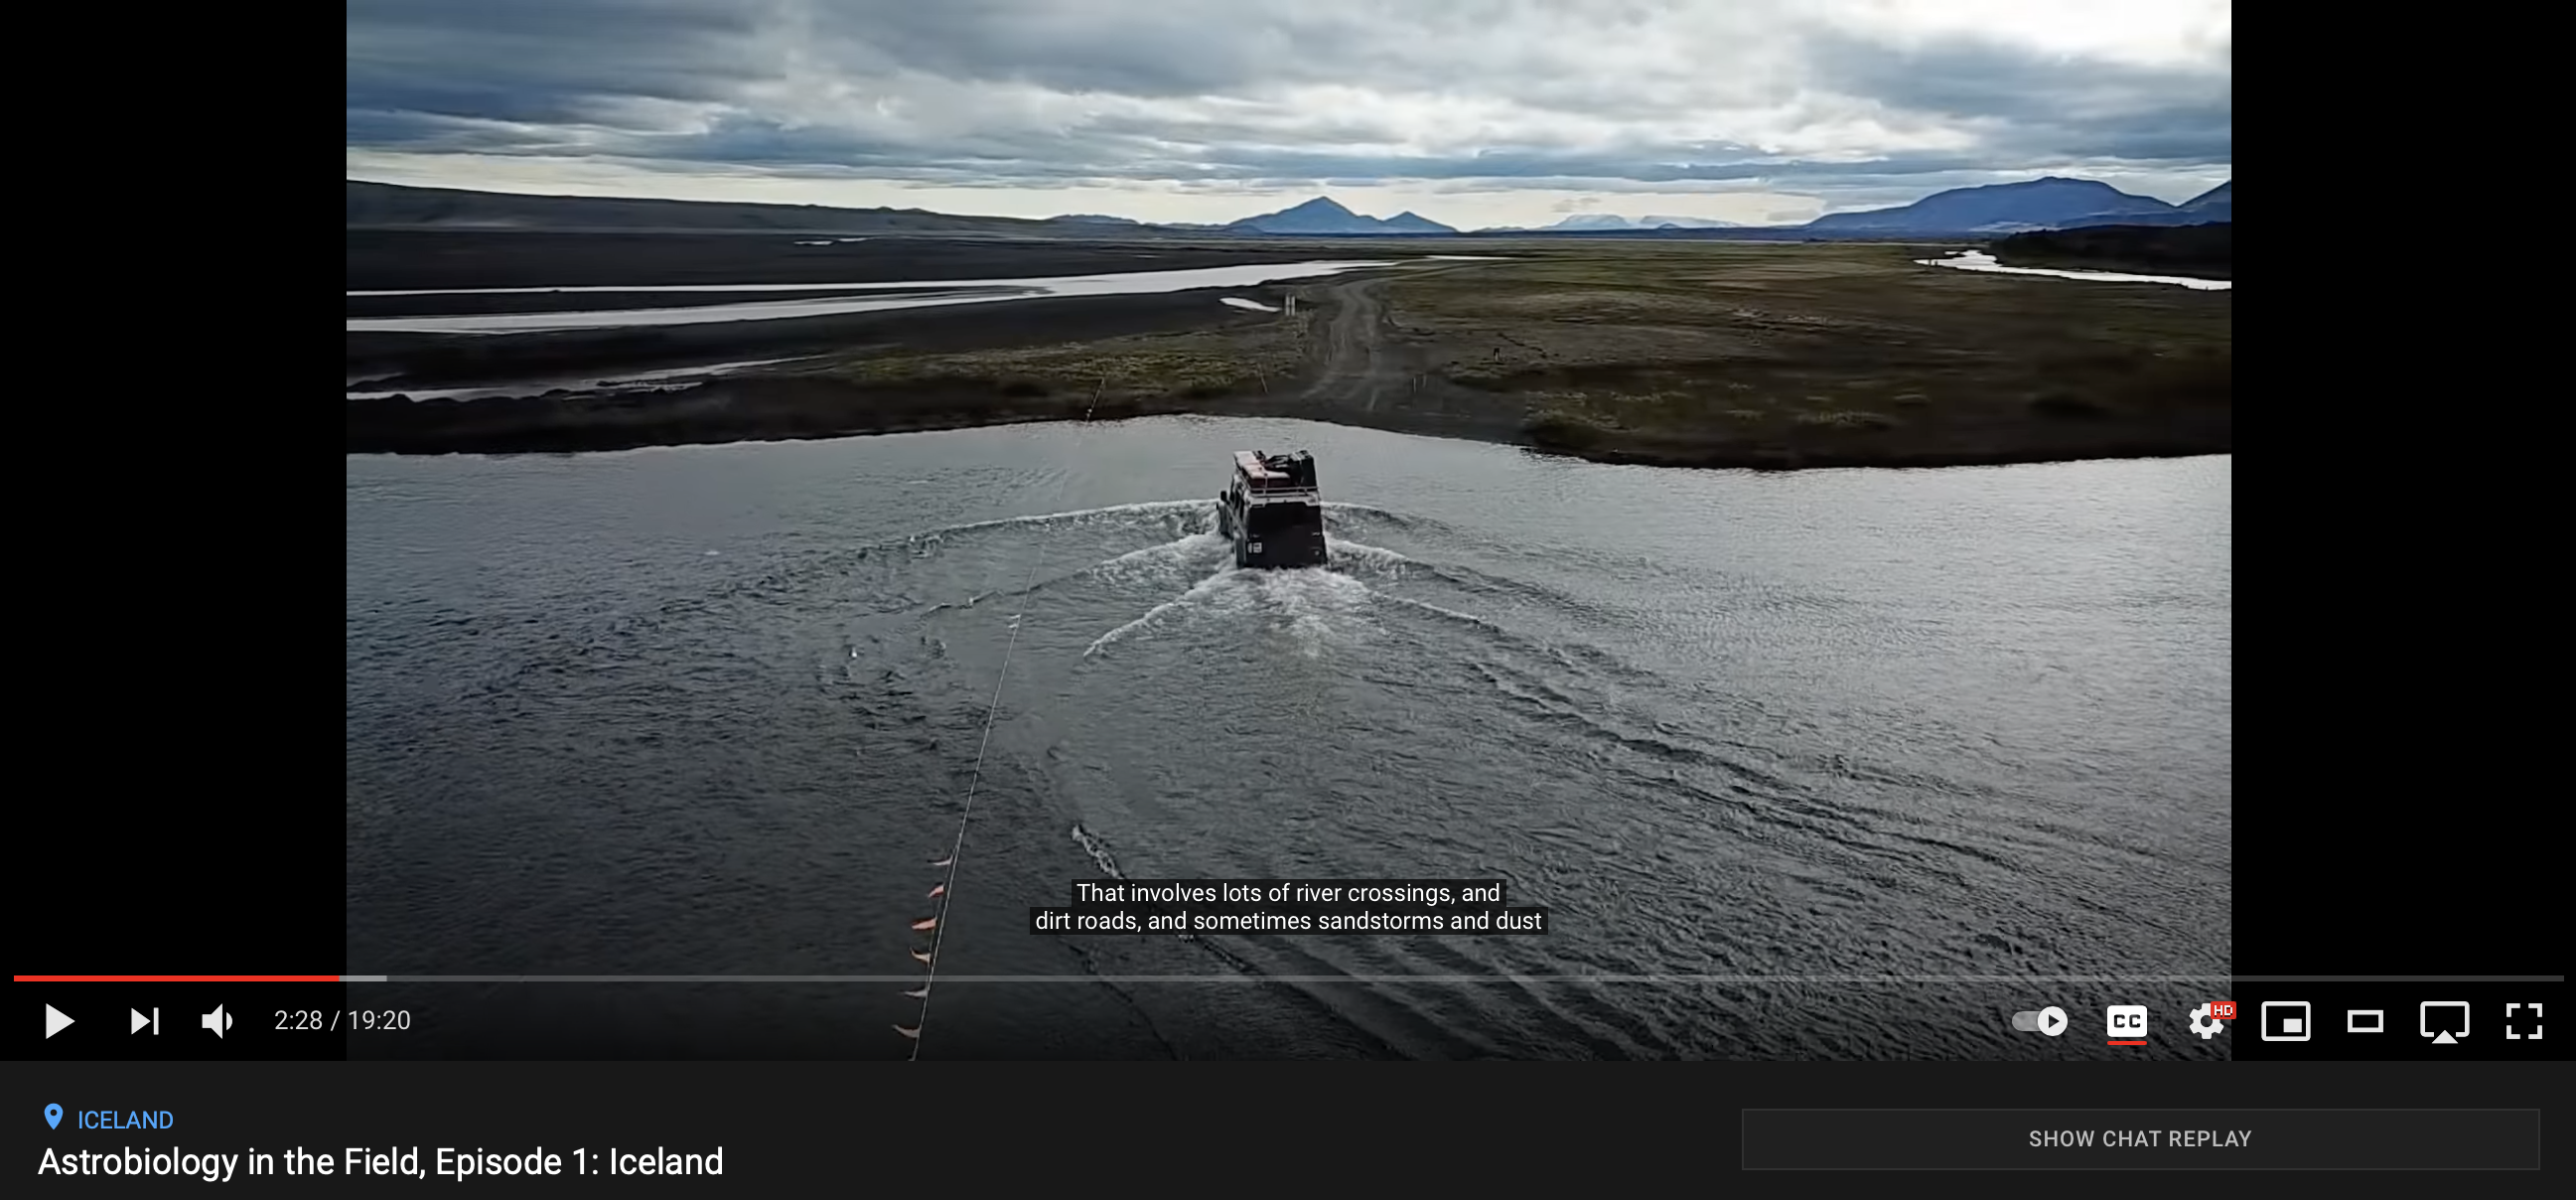 That involves lots of river crossings, and
dirt roads, and sometimes sandstorms and dust
2:28 / 19:20
CC
HD
ICELAND
Astrobiology in the Field, Episode 1: Iceland
SHOW CHAT REPLAY